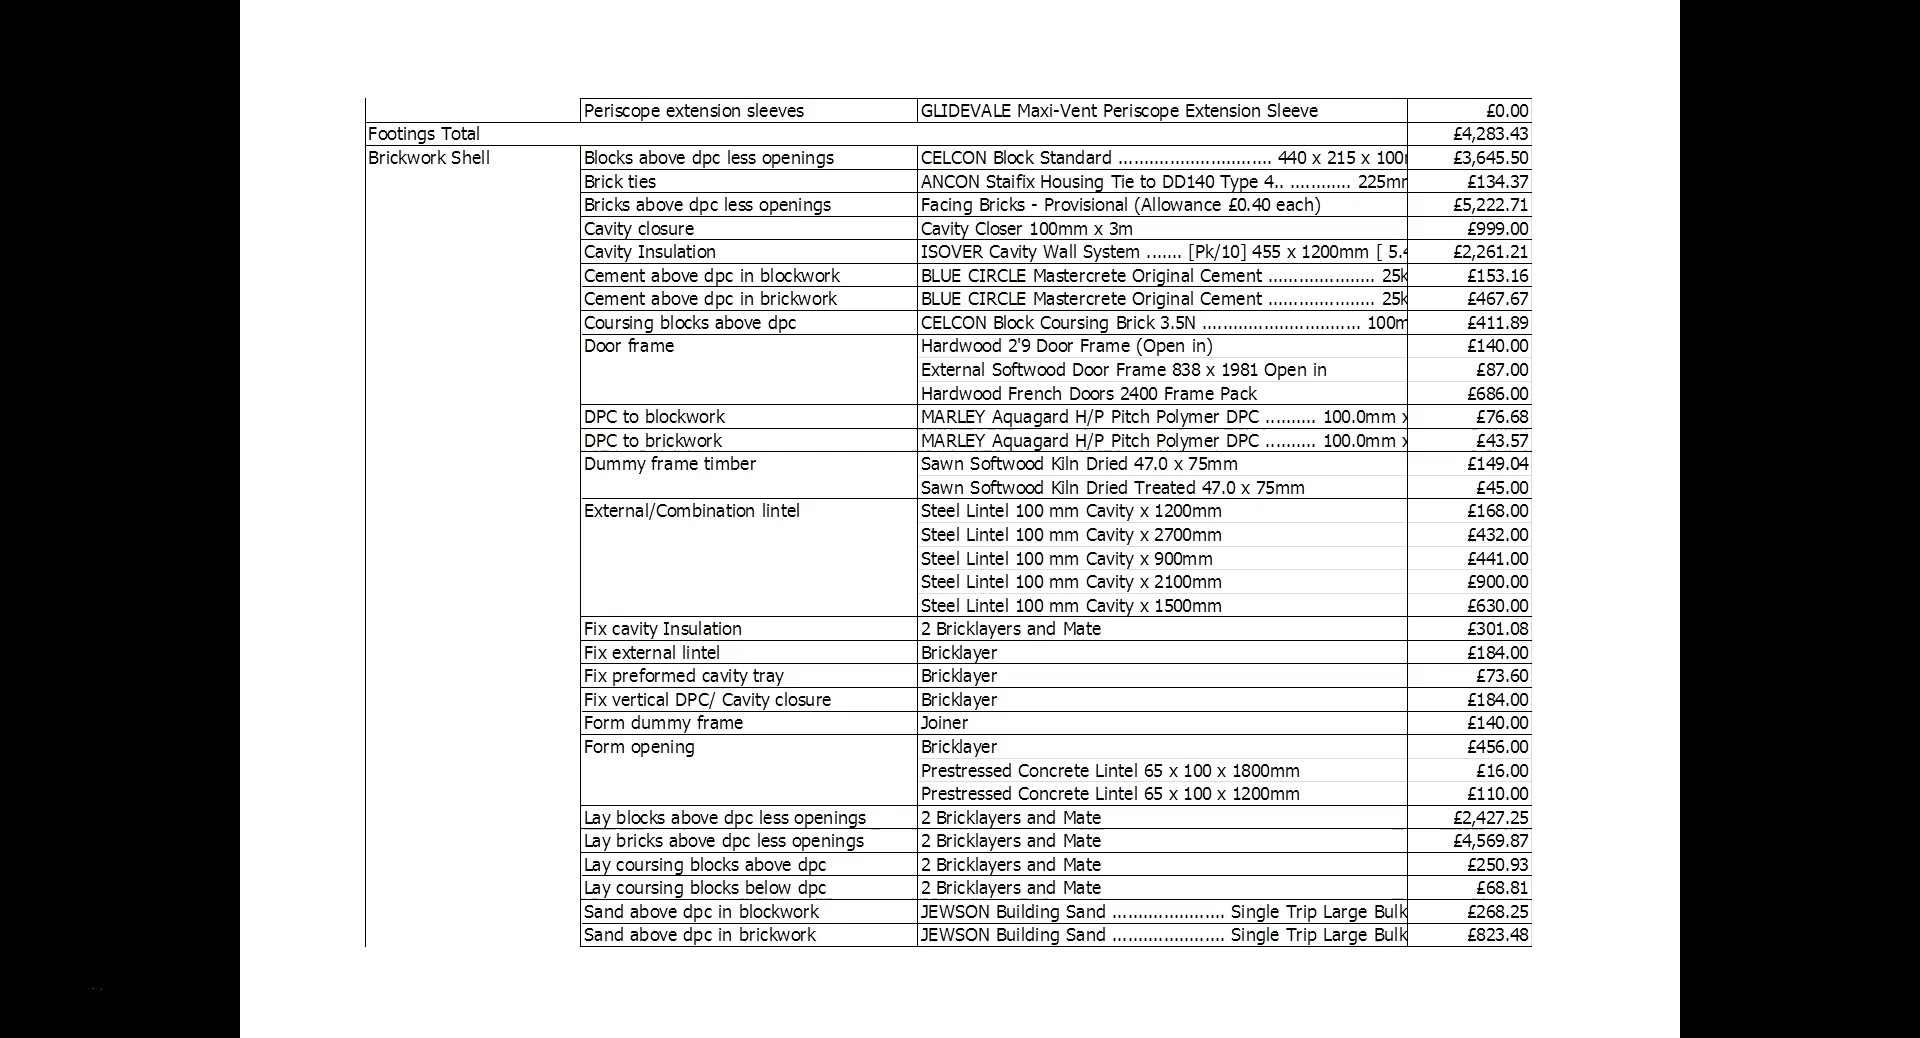 Periscope extension sleeves GLIDEVALE Maxi-Vent Periscope Extension Sleeve £0.00
Footings Total £4,283.43
Brickwork Shell Blocks above dpc less openings CELCON Block Standard .............................. 440 x 215 x 100m £3,645.50
Brick ties ANCON Staifix Housing Tie to DD140 Type 4.. ............ 225mm £134.37
Bricks above dpc less openings Facing Bricks - Provisional (Allowance £0.40 each) £5,222.71
Cavity closure Cavity Closer 100mm x 3m £999.00
Cavity Insulation ISOVER Cavity Wall System ....... [Pk/10] 455 x 1200mm [ 5.4 £2,261.21
Cement above dpc in blockwork BLUE CIRCLE Mastercrete Original Cement ..................... 25k £153.16
Cement above dpc in brickwork BLUE CIRCLE Mastercrete Original Cement ..................... 25k £467.67
Coursing blocks above dpc CELCON Block Coursing Brick 3.5N ............................... 100m £411.89
Door frame Hardwood 2'9 Door Frame (Open in) £140.00
External Softwood Door Frame 838 x 1981 Open in £87.00
Hardwood French Doors 2400 Frame Pack £686.00
DPC to blockwork MARLEY Aquagard H/P Pitch Polymer DPC .......... 100.0mm x £76.68
DPC to brickwork MARLEY Aquagard H/P Pitch Polymer DPC .......... 100.0mm x £43.57
Dummy frame timber Sawn Softwood Kiln Dried 47.0 x 75mm £149.04
Sawn Softwood Kiln Dried Treated 47.0 x 75mm £45.00
External/Combination lintel Steel Lintel 100 mm Cavity x 1200mm £168.00
Steel Lintel 100 mm Cavity x 2700mm £432.00
Steel Lintel 100 mm Cavity x 900mm £441.00
Steel Lintel 100 mm Cavity x 2100mm £900.00
Steel Lintel 100 mm Cavity x 1500mm £630.00
Fix cavity Insulation 2 Bricklayers and Mate £301.08
Fix external lintel Bricklayer £184.00
Fix preformed cavity tray Bricklayer £73.60
Fix vertical DPC/ Cavity closure Bricklayer £184.00
Form dummy frame Joiner £140.00
Form opening Bricklayer £456.00
Prestressed Concrete Lintel 65 x 100 x 1800mm £16.00
Prestressed Concrete Lintel 65 x 100 x 1200mm £110.00
Lay blocks above dpc less openings 2 Bricklayers and Mate £2,427.25
Lay bricks above dpc less openings 2 Bricklayers and Mate £4,569.87
Lay coursing blocks above dpc 2 Bricklayers and Mate £250.93
Lay coursing blocks below dpc 2 Bricklayers and Mate £68.81
Sand above dpc in blockwork JEWSON Building Sand ...................... Single Trip Large Bulk £268.25
Sand above dpc in brickwork JEWSON Building Sand ...................... Single Trip Large Bulk £823.48